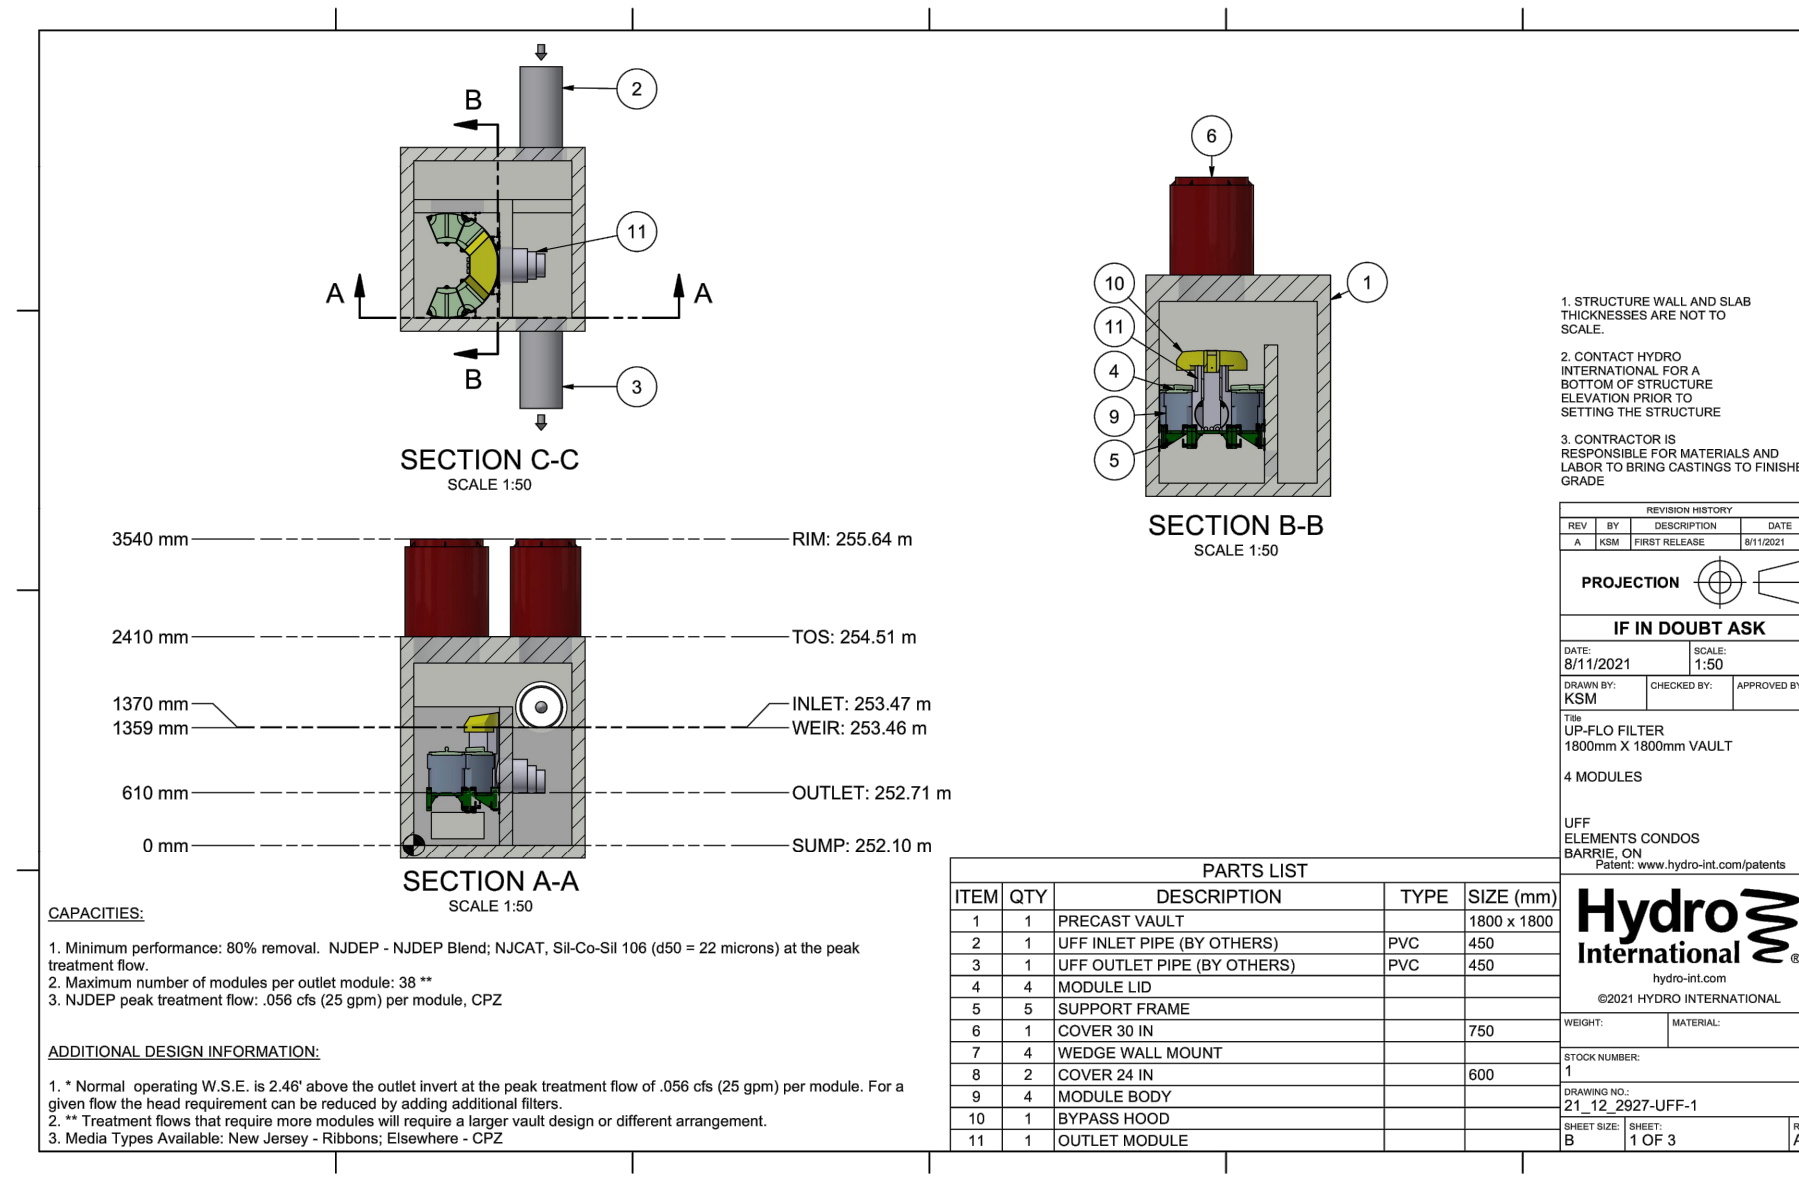 2
B
11
A
A
B
3
SECTION C-C
SCALE 1:50
6
10
1
11
4
9
5
SECTION B-B
SCALE 1:50
3540 mm
RIM: 255.64 m
2410 mm
TOS: 254.51 m
1370 mm
INLET: 253.47 m
1359 mm
WEIR: 253.46 m
610 mm
OUTLET: 252.71 m
0 mm
SUMP: 252.10 m
SECTION A-A
SCALE 1:50
CAPACITIES:
1. Minimum performance: 80% removal. NJDEP - NJDEP Blend; NJCAT, Sil-Co-Sil 106 (d50 = 22 microns) at the peak
treatment flow.
2. Maximum number of modules per outlet module: 38 **
3. NJDEP peak treatment flow: .056 cfs (25 gpm) per module, CPZ
ADDITIONAL DESIGN INFORMATION:
1. * Normal operating W.S.E. is 2.46' above the outlet invert at the peak treatment flow of .056 cfs (25 gpm) per module. For a
given flow the head requirement can be reduced by adding additional filters.
2. ** Treatment flows that require more modules will require a larger vault design or different arrangement.
3. Media Types Available: New Jersey - Ribbons; Elsewhere - CPZ
PARTS LIST
ITEM QTY DESCRIPTION TYPE SIZE (mm)
1 1 PRECAST VAULT 1800 x 1800
2 1 UFF INLET PIPE (BY OTHERS) PVC 450
3 1 UFF OUTLET PIPE (BY OTHERS) PVC 450
4 4 MODULE LID
5 5 SUPPORT FRAME
6 1 COVER 30 IN 750
7 4 WEDGE WALL MOUNT
8 2 COVER 24 IN 600
9 4 MODULE BODY
10 1 BYPASS HOOD
11 1 OUTLET MODULE
1. STRUCTURE WALL AND SLAB
THICKNESSES ARE NOT TO
SCALE.
2. CONTACT HYDRO
INTERNATIONAL FOR A
BOTTOM OF STRUCTURE
ELEVATION PRIOR TO
SETTING THE STRUCTURE
3. CONTRACTOR IS
RESPONSIBLE FOR MATERIALS AND
LABOR TO BRING CASTINGS TO FINISHE
GRADE
REVISION HISTORY
REV BY DESCRIPTION DATE
A KSM FIRST RELEASE 8/11/2021
PROJECTION
IF IN DOUBT ASK
DATE: SCALE:
8/11/2021 1:50
DRAWN BY: CHECKED BY: APPROVED BY
KSM
Title
UP-FLO FILTER
1800mm X 1800mm VAULT
4 MODULES
UFF
ELEMENTS CONDOS
BARRIE, ON
Patent: www.hydro-int.com/patents
Hydro
International ®
hydro-int.com
©2021 HYDRO INTERNATIONAL
WEIGHT: MATERIAL:
STOCK NUMBER:
1
DRAWING NO.:
21_12_2927-UFF-1
SHEET SIZE: SHEET: R
B 1 OF 3 A